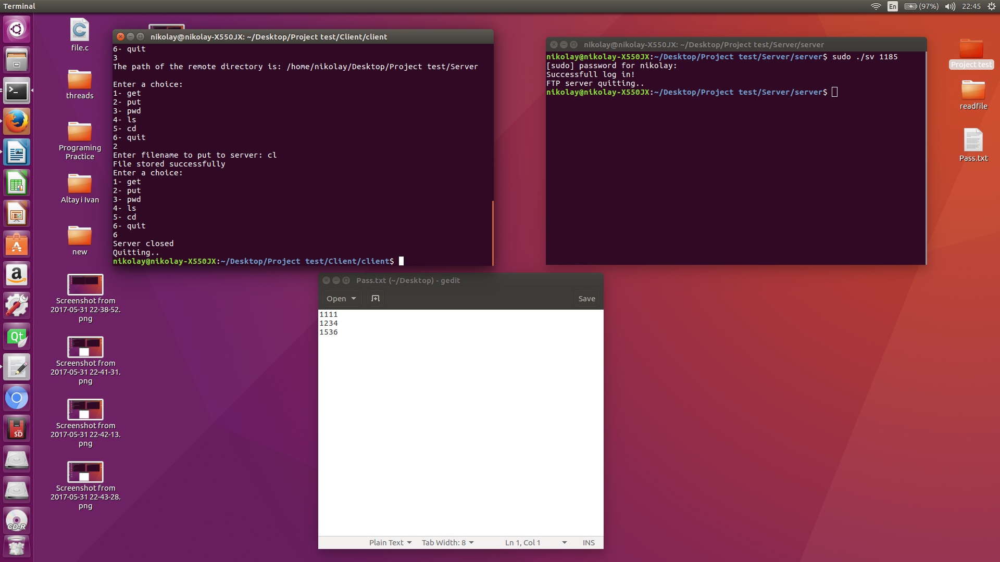 Terminal
En
(97%)
22:45
file.c
threads
Programing
Practice
Altay i Ivan
new
Screenshot from
2017-05-31 22-38-52.
png
Screenshot from
2017-05-31 22-41-31.
png
Screenshot from
2017-05-31 22-42-13.
png
Screenshot from
2017-05-31 22-43-28.
png
nikolay@nikolay-X550JX: ~/Desktop/Project test/Client/client
6- quit
3
The path of the remote directory is: /home/nikolay/Desktop/Project test/Server
Enter a choice:
1- get
2- put
3- pwd
4- ls
5- cd
6- quit
2
Enter filename to put to server: cl
File stored successfully
Enter a choice:
1- get
2- put
3- pwd
4- ls
5- cd
6- quit
6
Server closed
Quitting..
nikolay@nikolay-X550JX:~/Desktop/Project test/Client/client$
nikolay@nikolay-X550JX: ~/Desktop/Project test/Server/server
nikolay@nikolay-X550JX:~/Desktop/Project test/Server/server$ sudo ./sv 1185
[sudo] password for nikolay:
Successfull log in!
FTP server quitting..
nikolay@nikolay-X550JX:~/Desktop/Project test/Server/server$
Project test
readfile
Pass.txt
Pass.txt (~/Desktop) - gedit
Open
Save
1111
1234
1536
Plain Text
Tab Width: 8
Ln 1, Col 1
INS
Qt
SD
CD-R